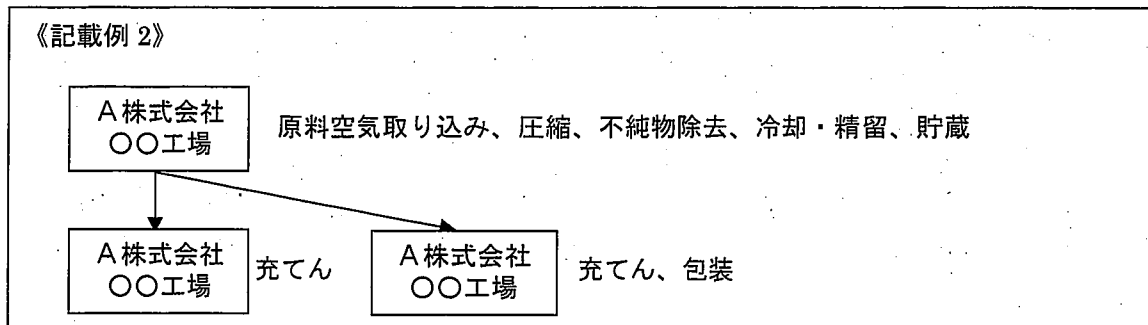 《記載例 2》
A株式会社
○○工場
原料空気取り込み、圧縮、不純物除去、冷却・精留、貯蔵
A株式会社
○○工場
充てん
A株式会社
○○工場
充てん、包装